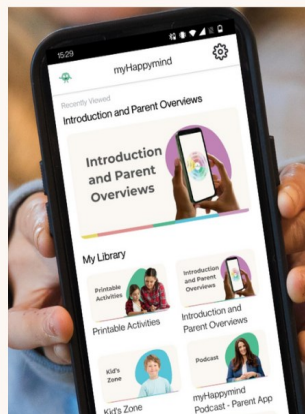 15:29
myHappymind
Recently Viewed
Introduction and Parent Overviews
Introduction
and Parent
Overviews
My Library
Printable
Activities
Introduction
and Parent
Overviews
Printable Activities
Introduction and
Parent Overviews
Kid's
Zone
Podcast
Kid's Zone
myHappymind
Podcast - Parent App